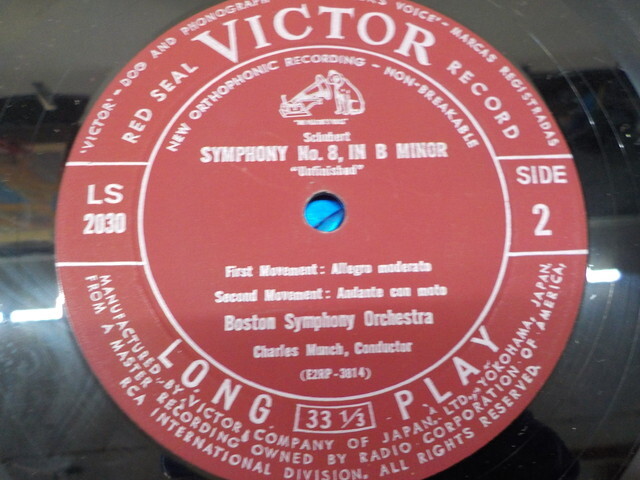 "VICTOR"-DOG AND PHONOGRAPH VOICE" MARCAS REGISTRADAS
RED SEAL VICTOR RECORD
NEW ORTHOPHONIC RECORDING - NON-BREAKABLE
Schubert
SYMPHONY No. 8, IN B MINOR
"Unfinished"
LS
2030
SIDE
2
First Movement: Allegro moderato
Second Movement: Andante con moto
Boston Symphony Orchestra
Charles Munch, Conductor
(E2RP-3814)
LONG 33 1/3 PLAY
MANUFACTURED BY VICTOR COMPANY OF JAPAN, LTD., YOKOHAMA, JAPAN,
FROM A MASTER RECORDING OWNED BY RADIO CORPORATION OF AMERICA,
RCA INTERNATIONAL DIVISION. ALL RIGHTS RESERVED.